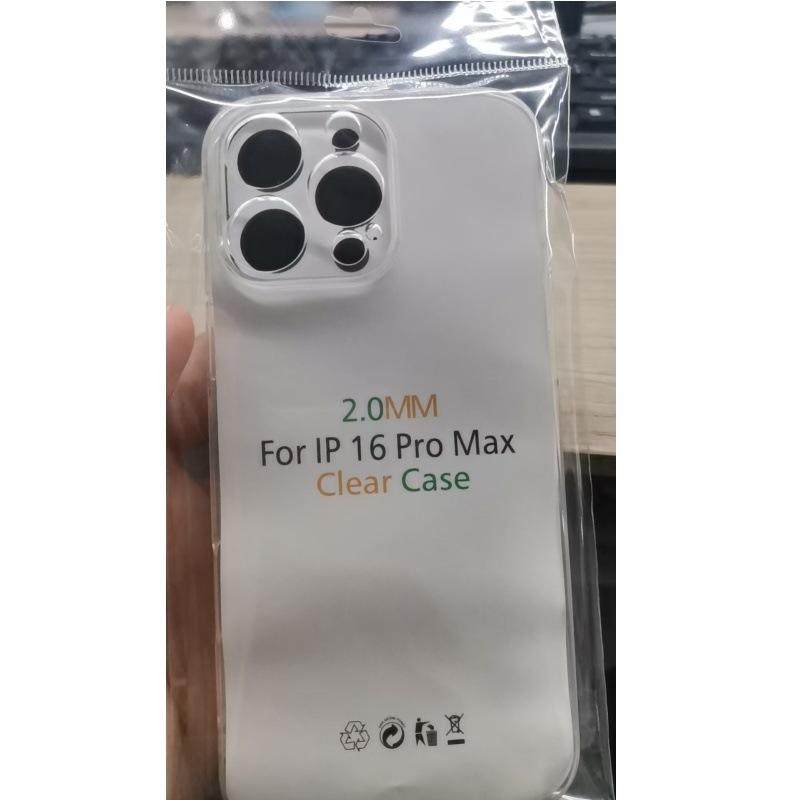 2.0MM
For IP 16 Pro Max
Clear Case